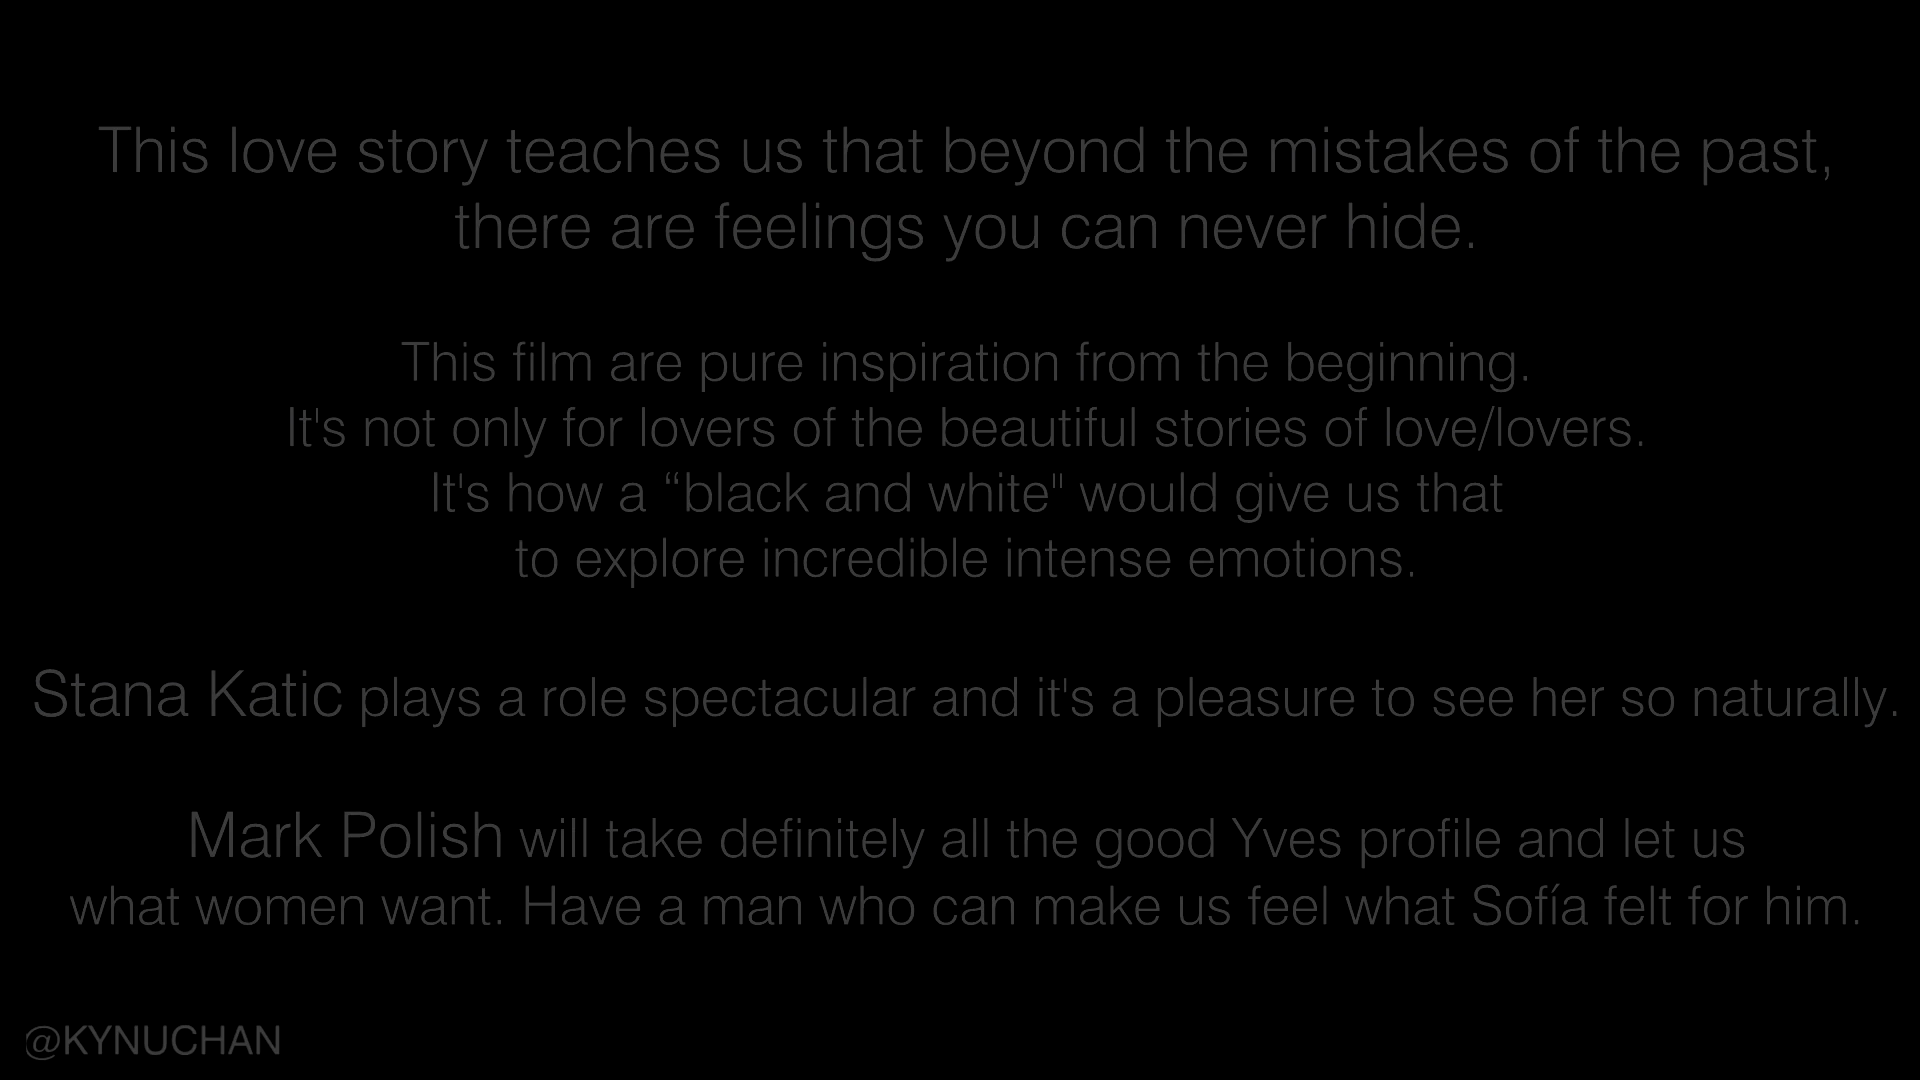 This love story teaches us that beyond the mistakes of the past,
there are feelings you can never hide.
This film are pure inspiration from the beginning.
It's not only for lovers of the beautiful stories of love/lovers.
It's how a “black and white" would give us that
to explore incredible intense emotions.
Stana Katic plays a role spectacular and it's a pleasure to see her so naturally.
Mark Polish will take definitely all the good Yves profile and let us
what women want. Have a man who can make us feel what Sofía felt for him.
@KYNUCHAN